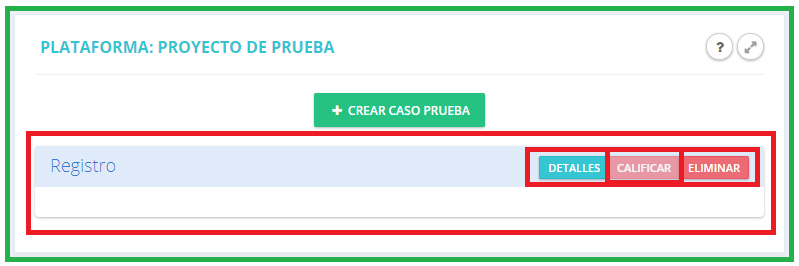 PLATAFORMA: PROYECTO DE PRUEBA
?
+ CREAR CASO PRUEBA
Registro
DETALLES CALIFICAR ELIMINAR